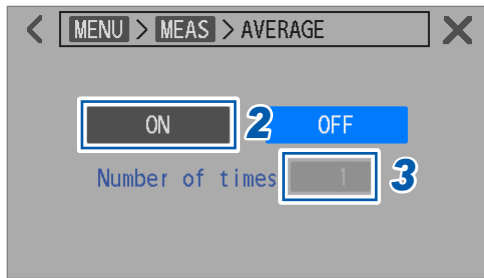 MENU > MEAS > AVERAGE
ON 2 OFF
Number of times 1 3